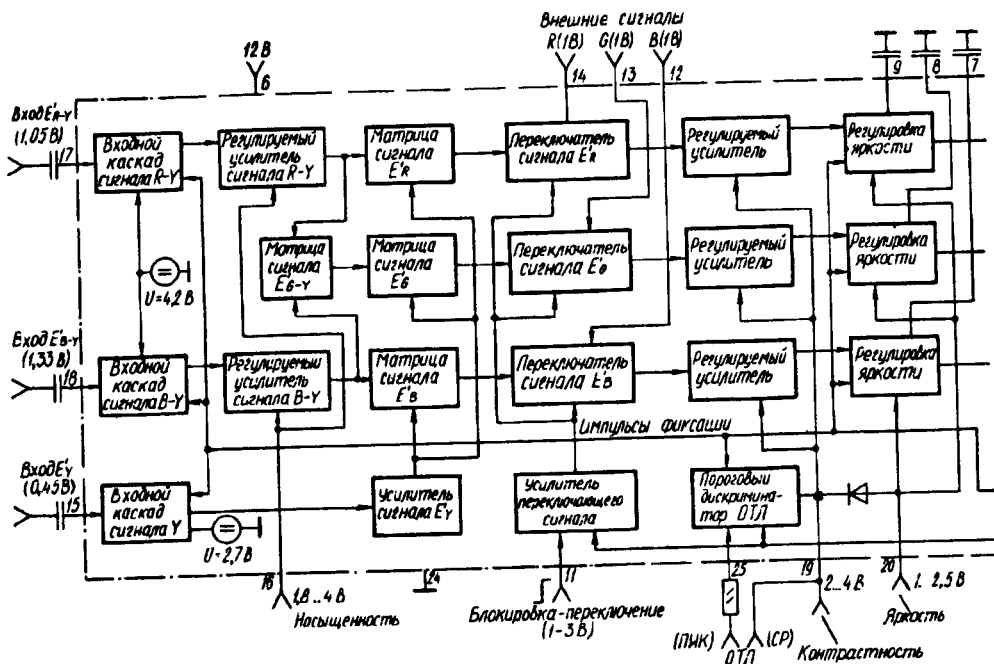 Внешние сигналы
R(1В) G(1В) В(1В)
12 В
6
14
13
12
9
8
7
Вход E'R-Y
(1,05 В)
17
Входной
каскад
сигнала R-Y
Регулируемый
усилитель
сигнала R-Y
Матрица
сигнала
E'R
Переключатель
сигнала E'R
Регулируемый
усилитель
Регулировка
яркости
U=4,2 В
Матрица
сигнала
E'G-Y
Матрица
сигнала
E'G
Переключатель
сигнала E'G
Регулируемый
усилитель
Регулировка
яркости
Вход E'B-Y
(1,33 В)
18
Входной
каскад
сигнала B-Y
Регулируемый
усилитель
сигнала B-Y
Матрица
сигнала
E'B
Переключатель
сигнала E'B
Регулируемый
усилитель
Регулировка
яркости
Импульсы фиксации
Вход E'Y
(0,45 В)
15
Входной
каскад
сигнала Y
U=2,7 В
Усилитель
сигнала E'Y
Усилитель
переключающего
сигнала
Пороговый
дискримина-
тор ОТЛ
16
24
11
25
19
20
1,8...4 В
Насыщенность
Блокировка-переключение
(1-3В)
(ПИК)
ОТЛ
(СР)
2...4 В
Контрастность
1...2,5 В
Яркость